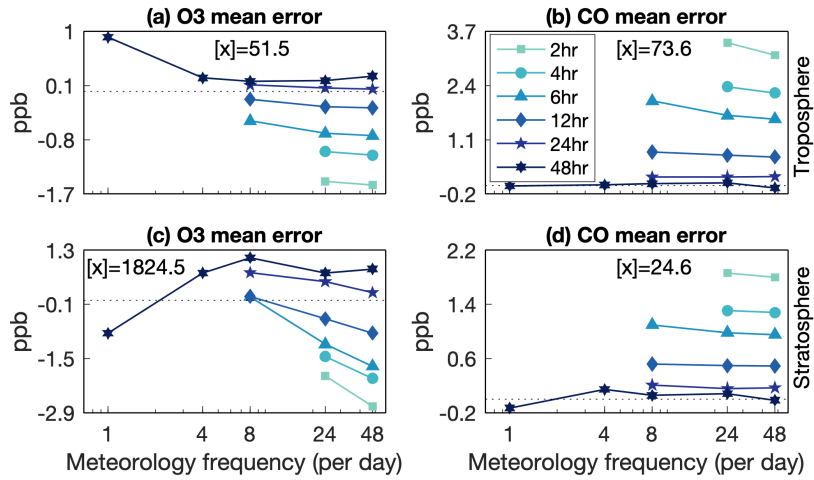 (a) O3 mean error
[x]=51.5
1
0.1
-0.8
-1.7
ppb
(b) CO mean error
[x]=73.6
3.7
2.4
1.1
-0.2
ppb
2hr
4hr
6hr
12hr
24hr
48hr
Troposphere
(c) O3 mean error
[x]=1824.5
1.3
-0.1
-1.5
-2.9
ppb
1 4 8 24 48
Meteorology frequency (per day)
(d) CO mean error
[x]=24.6
2.2
1.4
0.6
-0.2
ppb
1 4 8 24 48
Meteorology frequency (per day)
Stratosphere